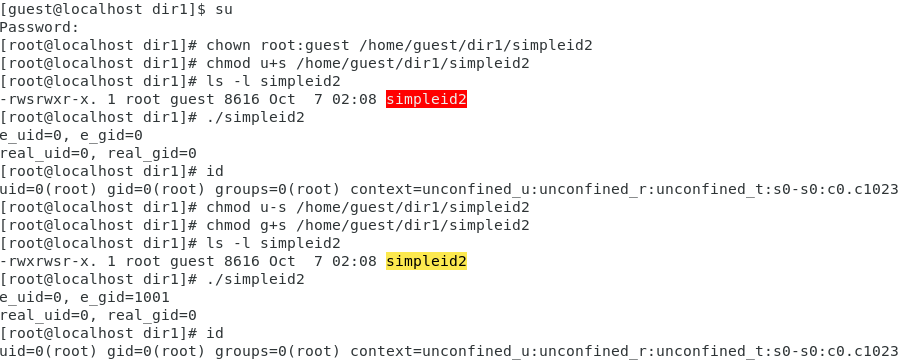 [guest@localhost dir1]$ su
Password:
[root@localhost dir1]# chown root:guest /home/guest/dir1/simpleid2
[root@localhost dir1]# chmod u+s /home/guest/dir1/simpleid2
[root@localhost dir1]# ls -l simpleid2
-rwsrwxr-x. 1 root guest 8616 Oct  7 02:08 simpleid2
[root@localhost dir1]# ./simpleid2
e_uid=0, e_gid=0
real_uid=0, real_gid=0
[root@localhost dir1]# id
uid=0(root) gid=0(root) groups=0(root) context=unconfined_u:unconfined_r:unconfined_t:s0-s0:c0.c1023
[root@localhost dir1]# chmod u-s /home/guest/dir1/simpleid2
[root@localhost dir1]# chmod g+s /home/guest/dir1/simpleid2
[root@localhost dir1]# ls -l simpleid2
-rwxrwsr-x. 1 root guest 8616 Oct  7 02:08 simpleid2
[root@localhost dir1]# ./simpleid2
e_uid=0, e_gid=1001
real_uid=0, real_gid=0
[root@localhost dir1]# id
uid=0(root) gid=0(root) groups=0(root) context=unconfined_u:unconfined_r:unconfined_t:s0-s0:c0.c1023